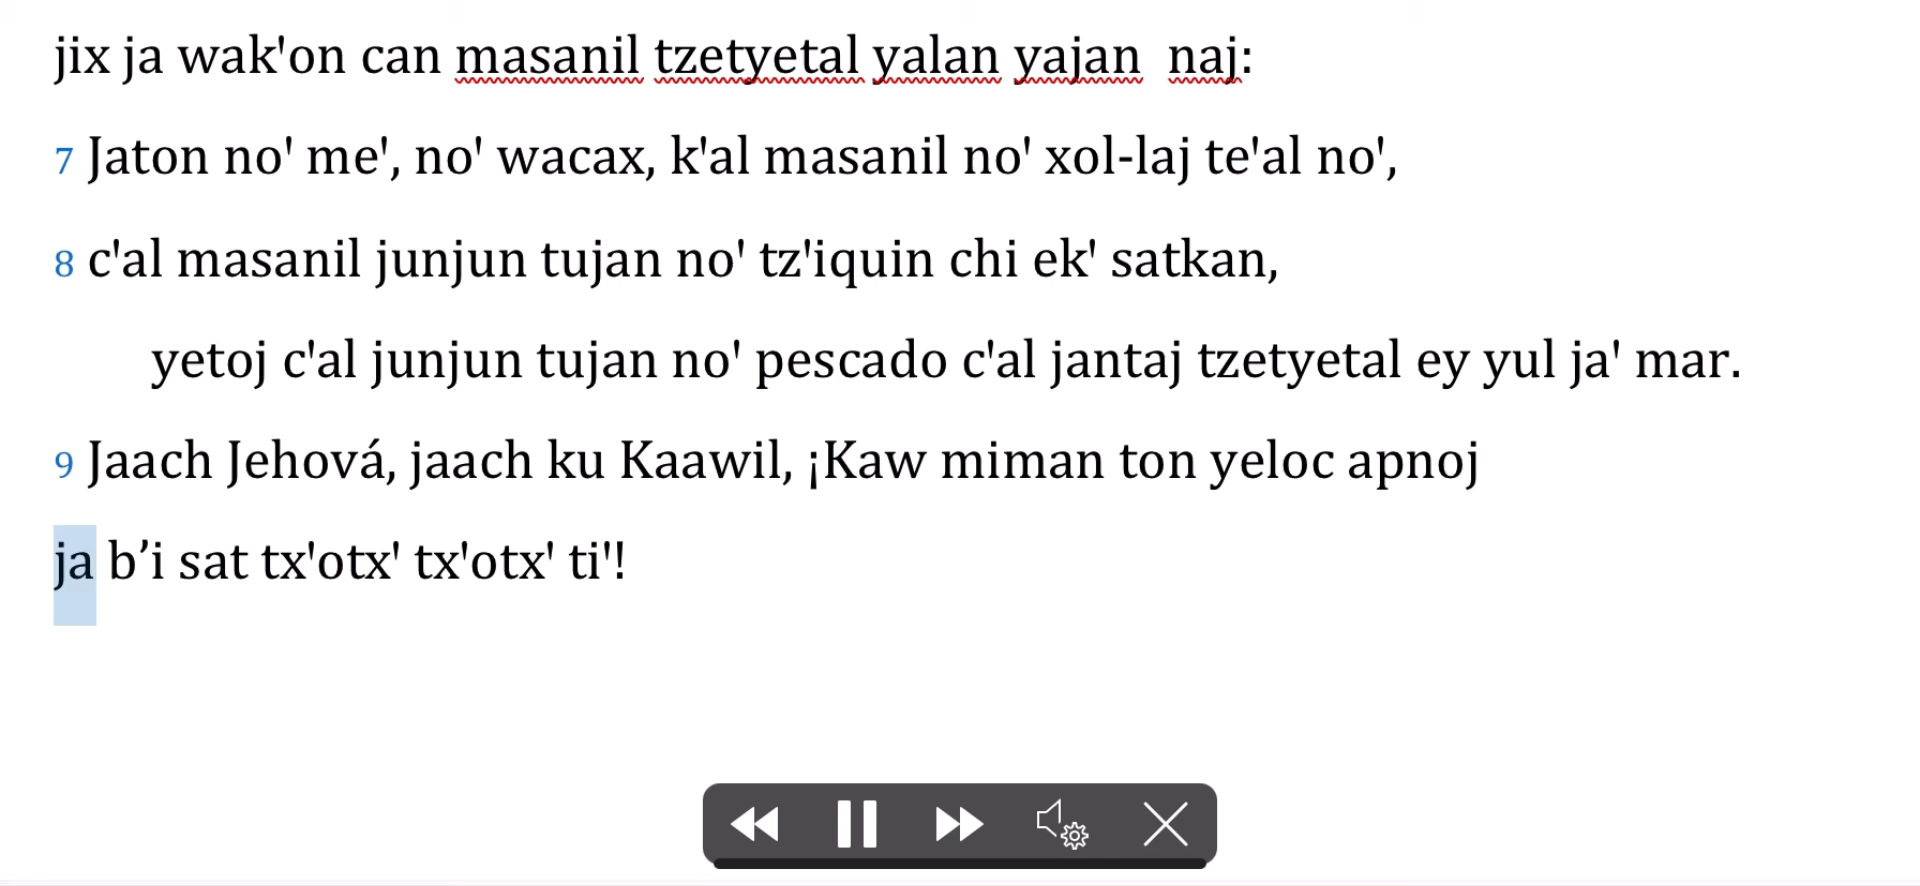 jix ja wak'on can masanil tzetyetal yalan yajan  naj:
7 Jaton no' me', no' wacax, k'al masanil no' xol-laj te'al no',
8 c'al masanil junjun tujan no' tz'iquin chi ek' satkan,
yetoj c'al junjun tujan no' pescado c'al jantaj tzetyetal ey yul ja' mar.
9 Jaach Jehová, jaach ku Kaawil, ¡Kaw miman ton yeloc apnoj
ja b’i sat tx'otx' tx'otx' ti'!